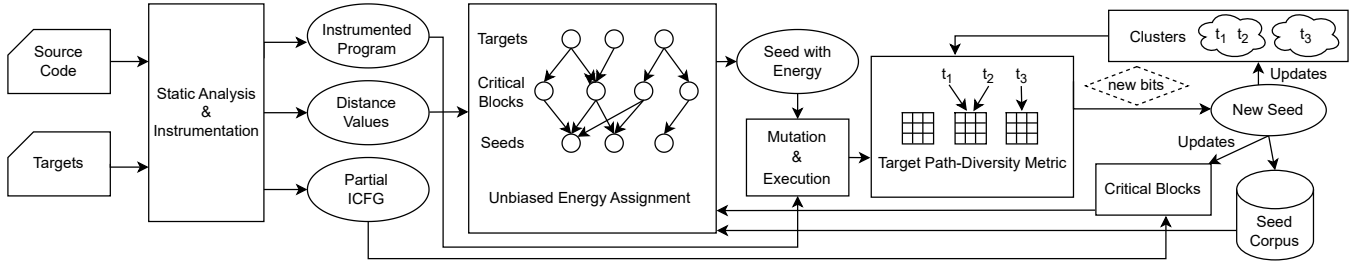 Source
Code
Targets
Static Analysis
&
Instrumentation
Instrumented
Program
Distance
Values
Partial
ICFG
Targets
Critical
Blocks
Seeds
Unbiased Energy Assignment
Seed with
Energy
Mutation
&
Execution
t1 t2 t3
Target Path-Diversity Metric
Clusters t1 t2 t3
new bits
Updates
New Seed
Updates
Critical Blocks
Seed
Corpus